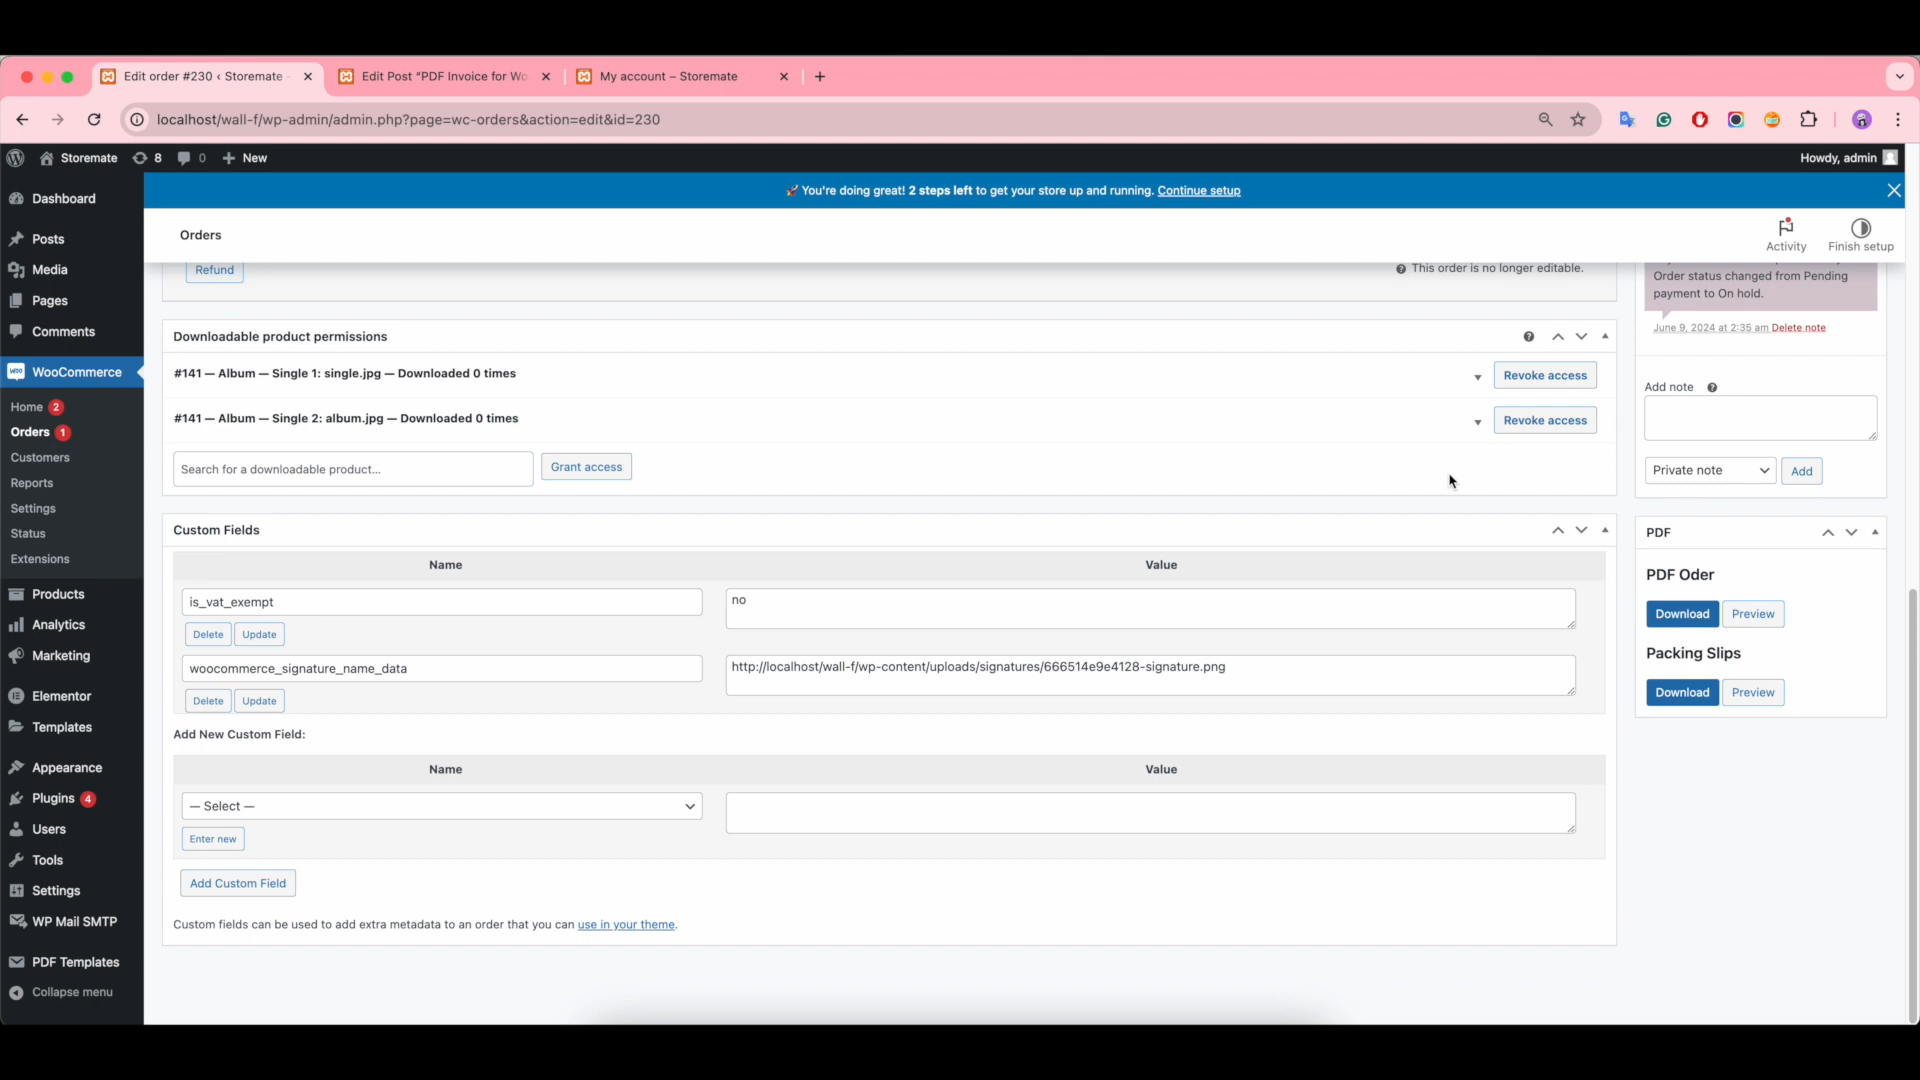 Edit order #230 ‹ Storemate -
Edit Post "PDF Invoice for Wo
My account – Storemate
localhost/wall-f/wp-admin/admin.php?page=wc-orders&action=edit&id=230
Storemate
8
0
New
Howdy, admin
You're doing great! 2 steps left to get your store up and running. Continue setup
Dashboard
Posts
Media
Pages
Comments
WooCommerce
Home 2
Orders 1
Customers
Reports
Settings
Status
Extensions
Products
Analytics
Marketing
Elementor
Templates
Appearance
Plugins 4
Users
Tools
Settings
WP Mail SMTP
PDF Templates
Collapse menu
Orders
Activity
Finish setup
Refund
This order is no longer editable.
Downloadable product permissions
#141 — Album — Single 1: single.jpg — Downloaded 0 times
Revoke access
#141 — Album — Single 2: album.jpg — Downloaded 0 times
Revoke access
Search for a downloadable product...
Grant access
Custom Fields
Name
Value
is_vat_exempt
no
Delete
Update
woocommerce_signature_name_data
http://localhost/wall-f/wp-content/uploads/signatures/666514e9e4128-signature.png
Delete
Update
Add New Custom Field:
Name
Value
— Select —
Enter new
Add Custom Field
Custom fields can be used to add extra metadata to an order that you can use in your theme.
Order status changed from Pending
payment to On hold.
June 9, 2024 at 2:35 am Delete note
Add note
Private note
Add
PDF
PDF Oder
Download
Preview
Packing Slips
Download
Preview